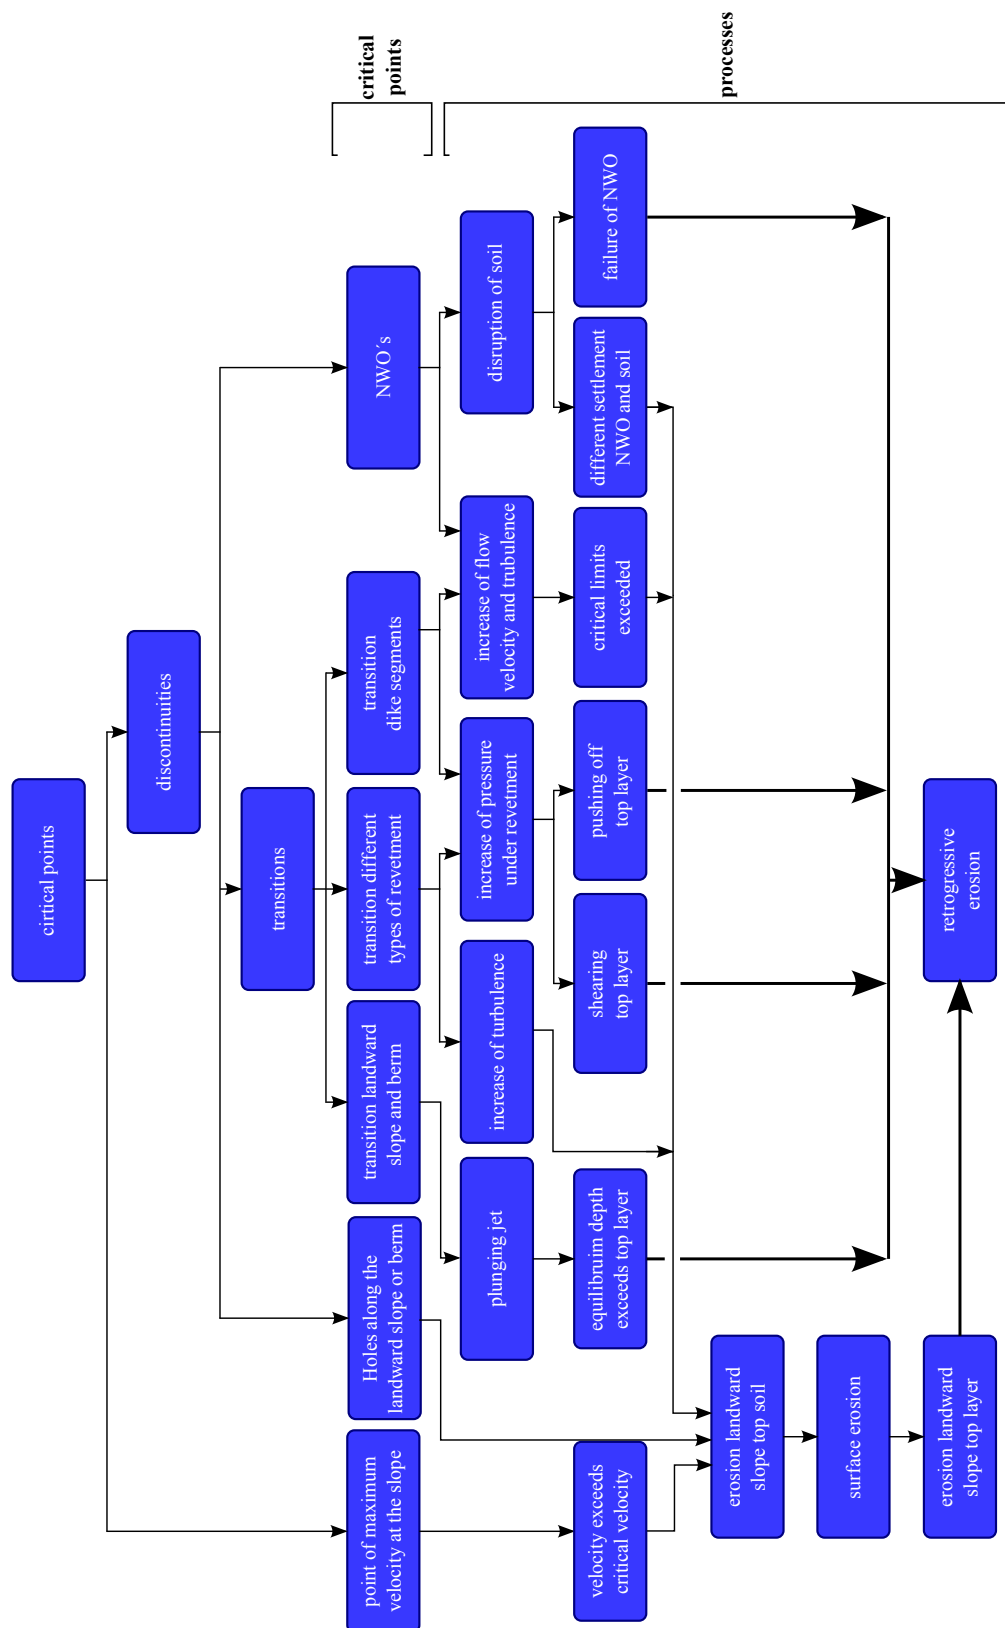 cirtical points
discontinuities
transitions
critical
points
point of maximum
velocity at the slope
Holes along the
landward slope or berm
transition landward
slope and berm
transition different
types of revetment
transition
dike segments
NWO´s
processes
plunging jet
increase of turbulence
increase of pressure
under revetment
increase of flow
velocity and trubulence
disruption of soil
velocity exceeds
critical velocity
equilibruim depth
exceeds top layer
shearing
top layer
pushing off
top layer
critical limits
exceeded
different settlement
NWO and soil
failure of NWO
erosion landward
slope top soil
surface erosion
erosion landward
slope top layer
retrogressive
erosion